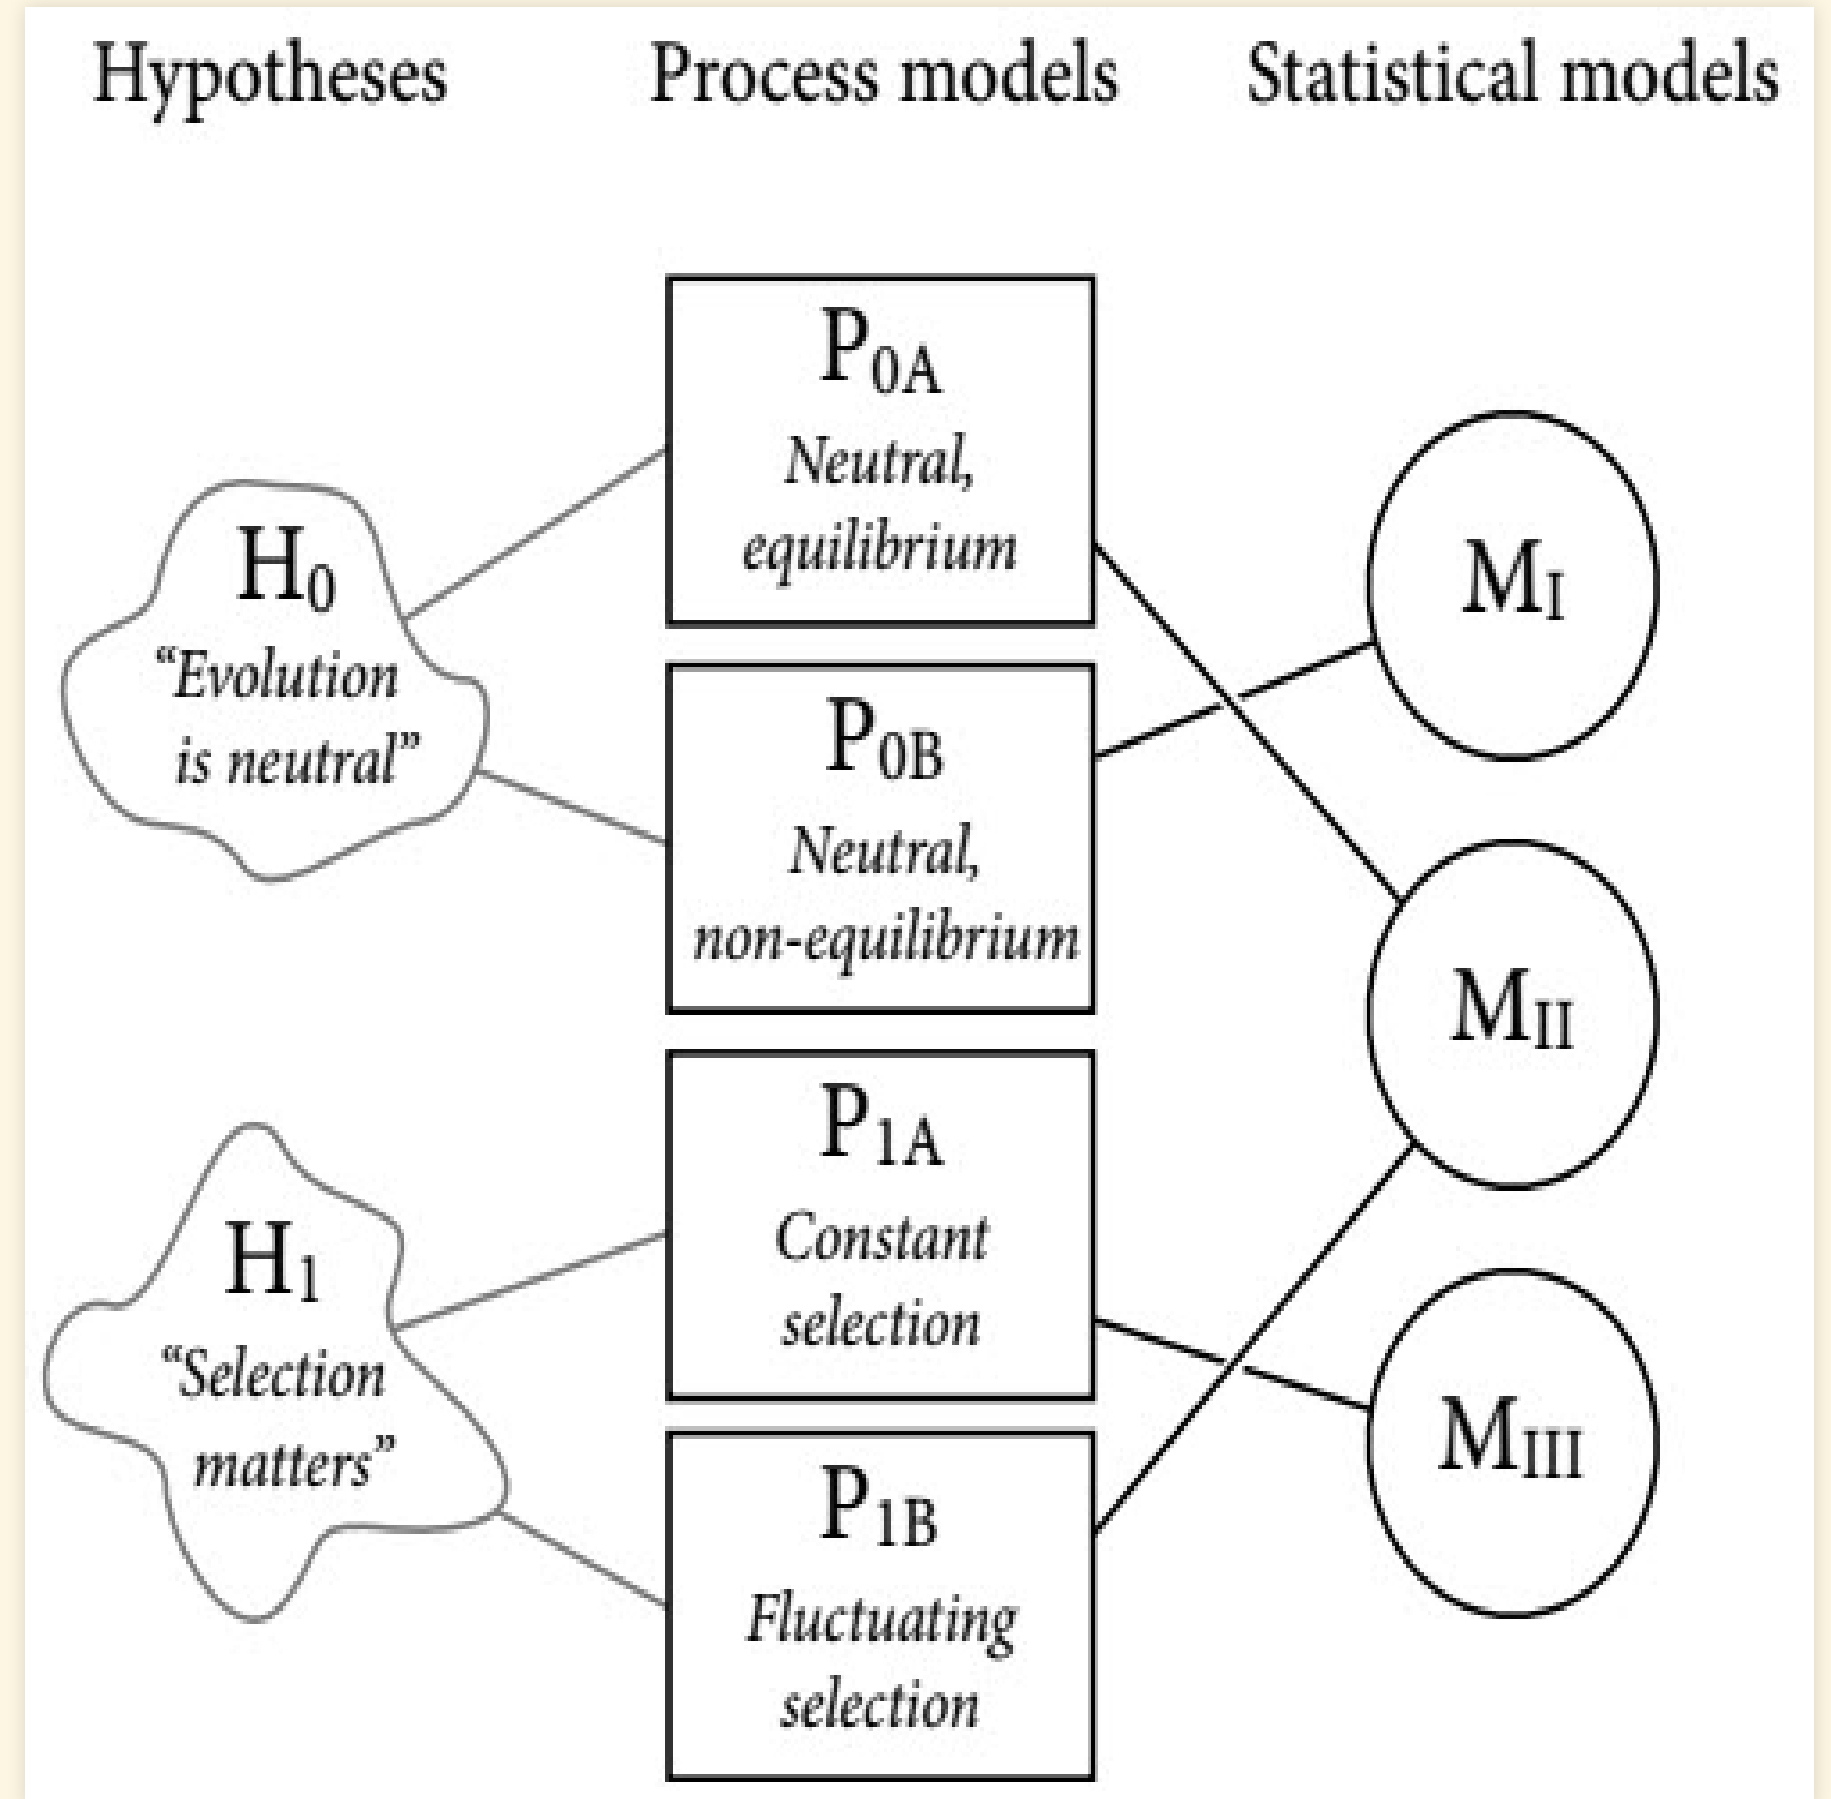 Hypotheses
Process models
Statistical models
P0A
Neutral,
equilibrium
H0
“Evolution
is neutral”
P0B
Neutral,
non-equilibrium
MI
MII
H1
“Selection
matters”
P1A
Constant
selection
P1B
Fluctuating
selection
MIII